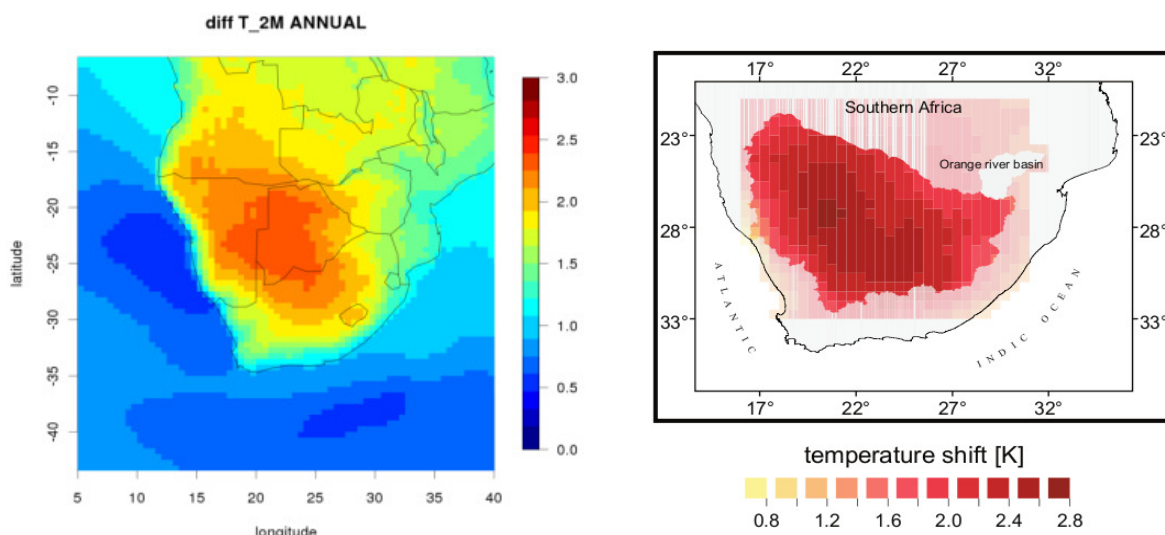 diff T_2M ANNUAL
latitude
-10
-15
-20
-25
-30
-35
-40
5 10 15 20 25 30 35 40
longitude
3.0
2.5
2.0
1.5
1.0
0.5
0.0
17° 22° 27° 32°
Southern Africa
23° 23°
Orange river basin
28° 28°
33° 33°
ATLANTIC
INDIC OCEAN
17° 22° 27° 32°
temperature shift [K]
0.8 1.2 1.6 2.0 2.4 2.8